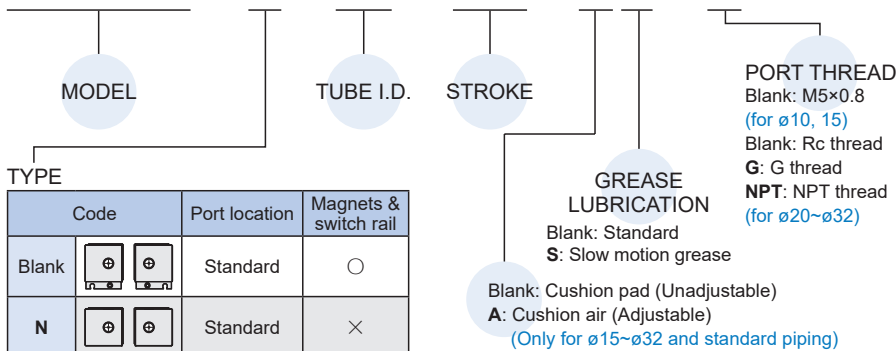 MODEL
TUBE I.D.
STROKE
PORT THREAD
Blank: M5×0.8
(for ø10, 15)
Blank: Rc thread
G: G thread
NPT: NPT thread
(for ø20~ø32)
GREASE
LUBRICATION
Blank: Standard
S: Slow motion grease
Blank: Cushion pad (Unadjustable)
A: Cushion air (Adjustable)
(Only for ø15~ø32 and standard piping)
TYPE
Code Port location Magnets &
switch rail
Blank Standard ○
N Standard ×